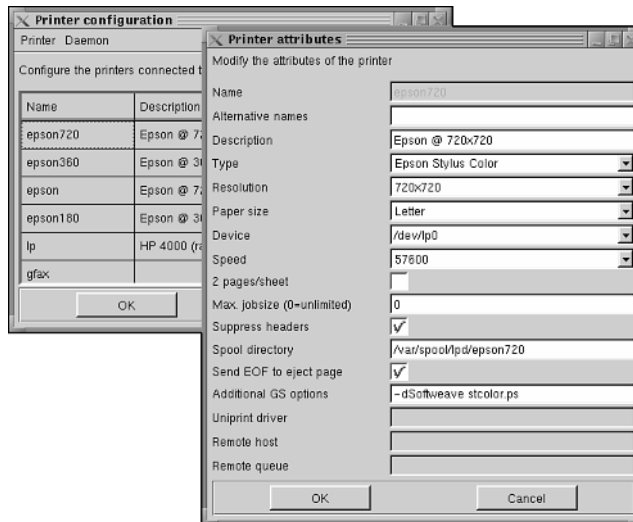 Printer configuration
Printer Daemon
Configure the printers connected t
Name Description
epson720 Epson @ 7
epson360 Epson @ 3
epson Epson @ 7
epson180 Epson @ 3
lp HP 4000 (ra
gfax
OK
Printer attributes
Modify the attributes of the printer
Name epson720
Alternative names
Description Epson @ 720x720
Type Epson Stylus Color
Resolution 720x720
Paper size Letter
Device /dev/lp0
Speed 57600
2 pages/sheet
Max. jobsize (0=unlimited) 0
Suppress headers
Spool directory /var/spool/lpd/epson720
Send EOF to eject page
Additional GS options -dSoftweave stcolor.ps
Uniprint driver
Remote host
Remote queue
OK Cancel